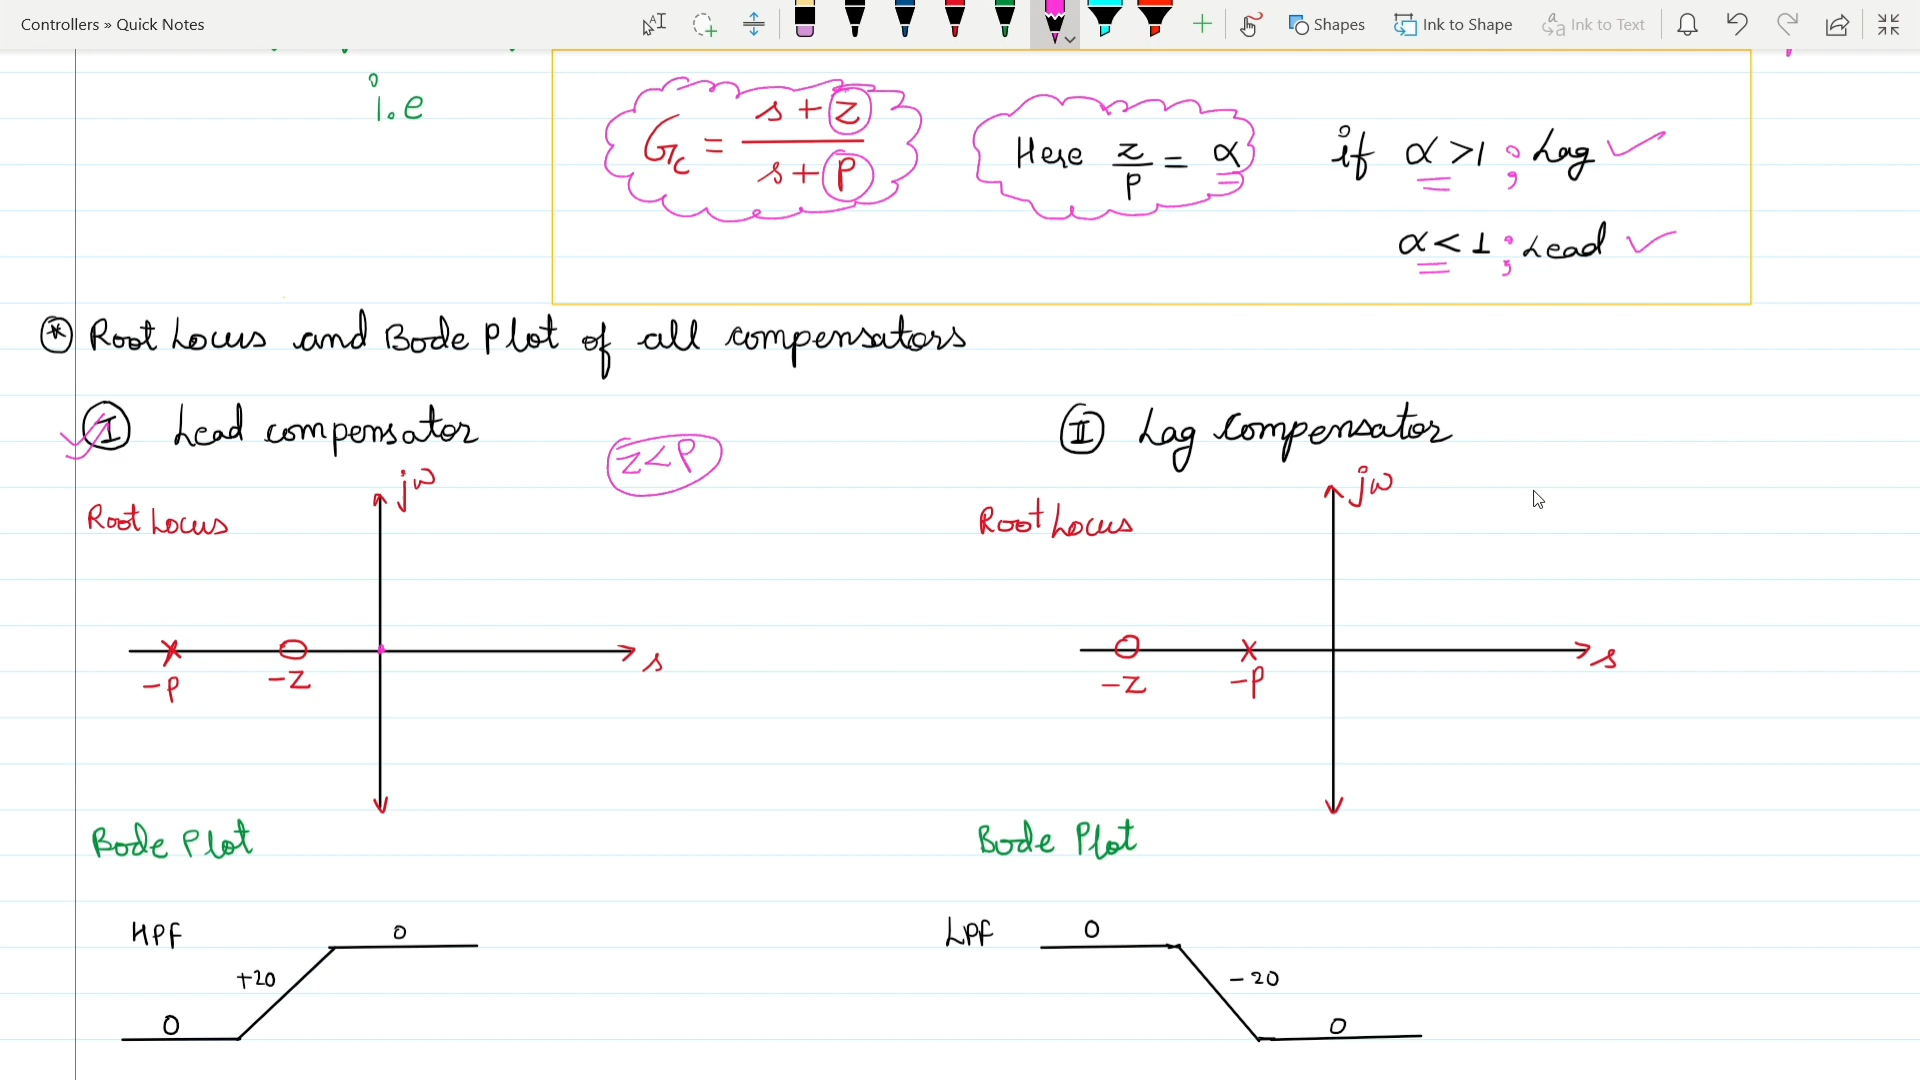 Controllers » Quick Notes
Shapes
Ink to Shape
Ink to Text
i.e
Gc = s + z / s + P
Here z/p = α
if α >1 ; Lag ✓
α < 1 ; Lead ✓
* Root Locus and Bode Plot of all compensators
I Lead compensator
z < P
II Lag Compensator
jω
jω
Root Locus
Root Locus
s
s
-P
-z
-z
-P
Bode Plot
Bode Plot
HPF
0
+20
0
LPF
0
-20
0